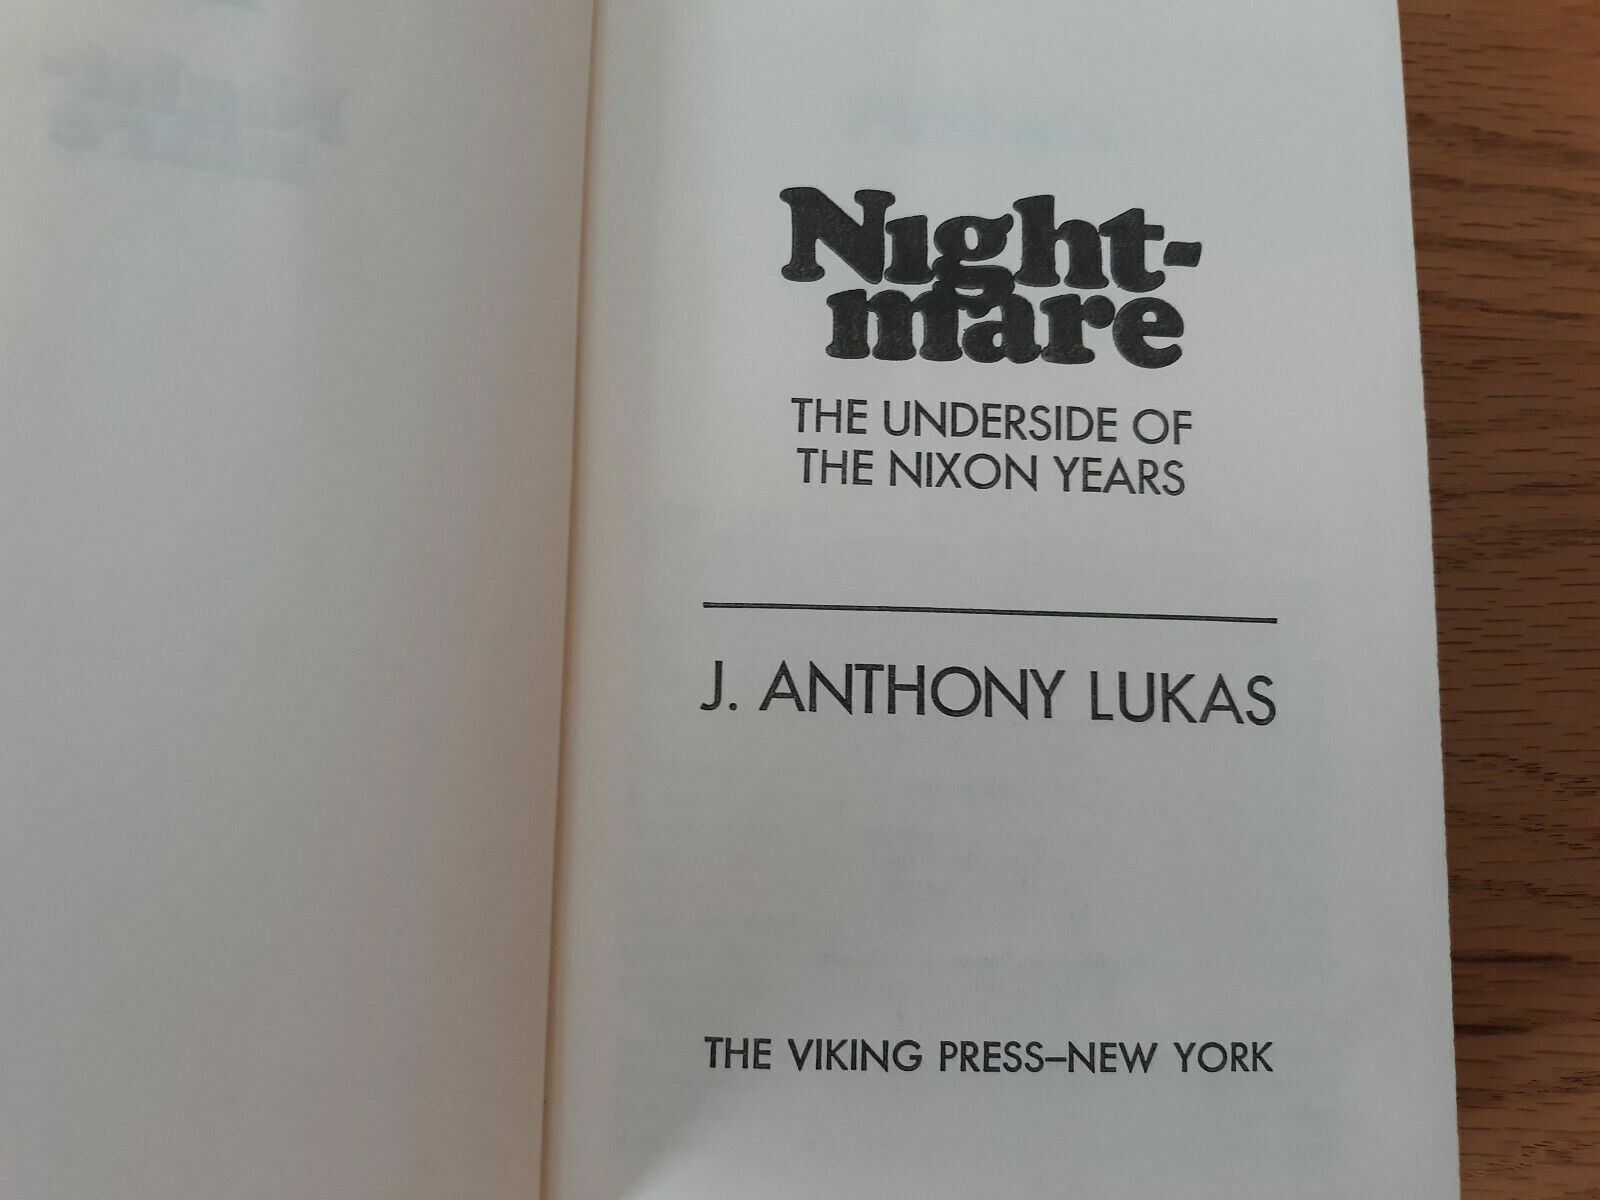 Night-
mare
THE UNDERSIDE OF
THE NIXON YEARS
J. ANTHONY LUKAS
THE VIKING PRESS–NEW YORK